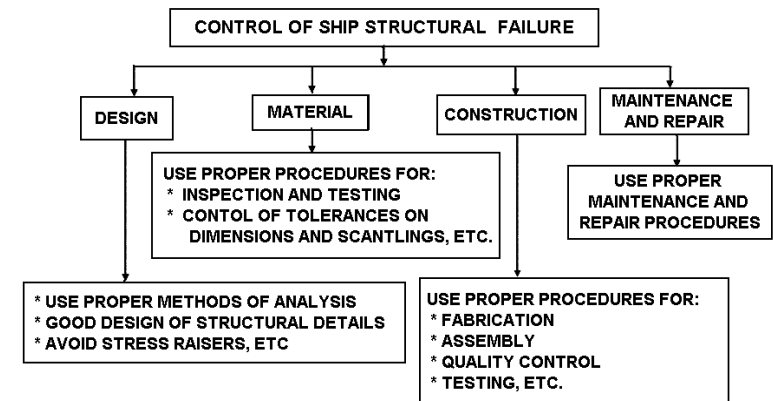 CONTROL OF SHIP STRUCTURAL FAILURE
DESIGN
MATERIAL
CONSTRUCTION
MAINTENANCE
AND REPAIR
USE PROPER PROCEDURES FOR:
* INSPECTION AND TESTING
* CONTOL OF TOLERANCES ON
DIMENSIONS AND SCANTLINGS, ETC.
USE PROPER
MAINTENANCE AND
REPAIR PROCEDURES
* USE PROPER METHODS OF ANALYSIS
* GOOD DESIGN OF STRUCTURAL DETAILS
* AVOID STRESS RAISERS, ETC
USE PROPER PROCEDURES FOR:
* FABRICATION
* ASSEMBLY
* QUALITY CONTROL
* TESTING, ETC.